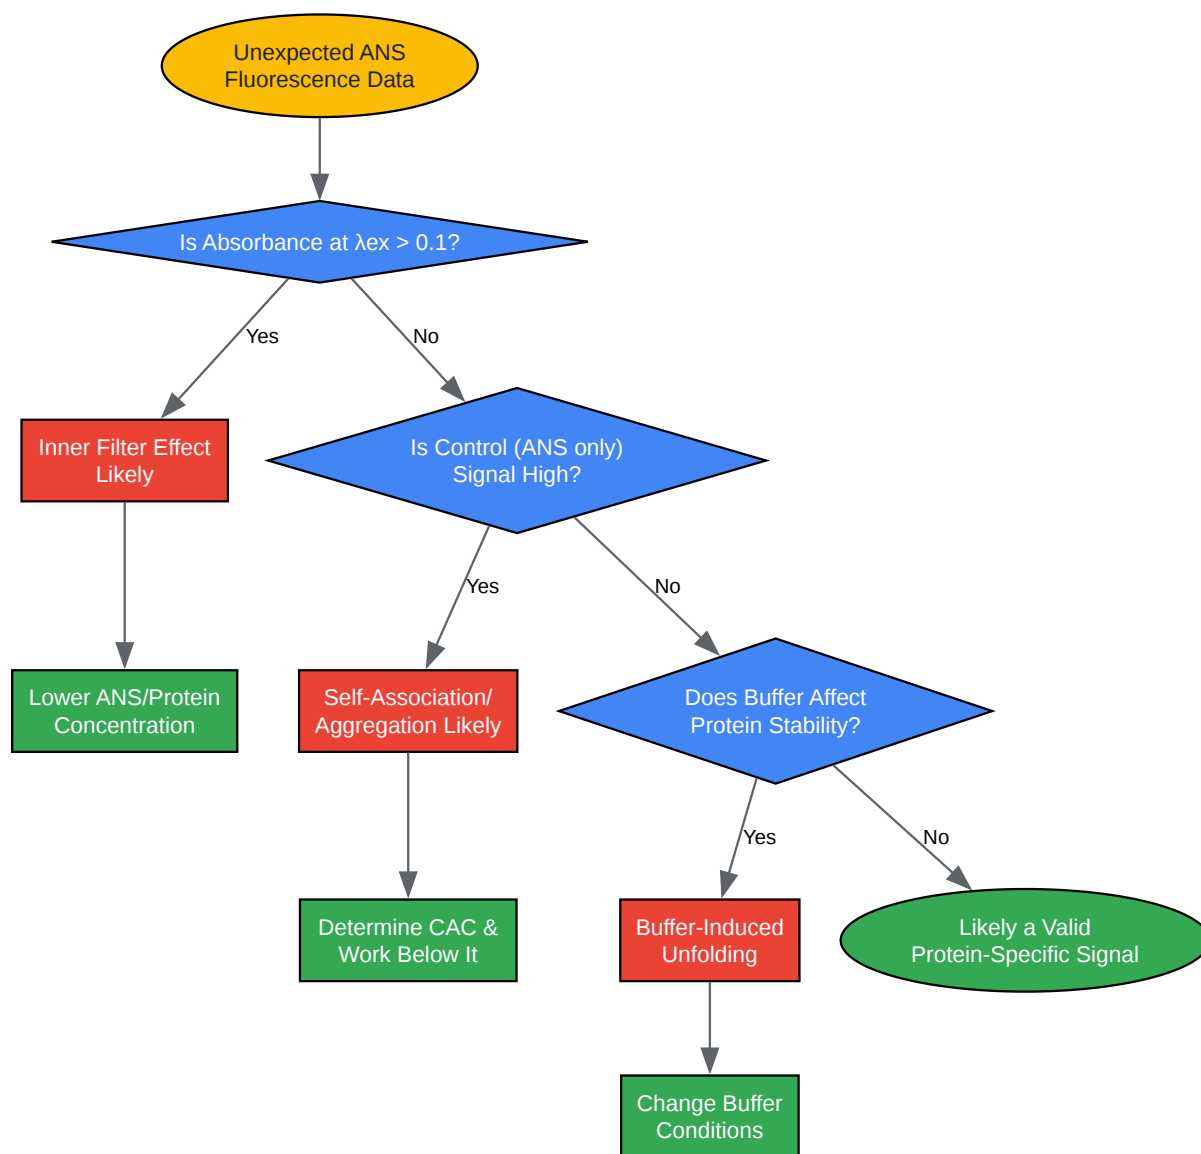 Unexpected ANS
Fluorescence Data
Is Absorbance at λex > 0.1?
Yes
No
Inner Filter Effect
Likely
Is Control (ANS only)
Signal High?
Yes
No
Lower ANS/Protein
Concentration
Self-Association/
Aggregation Likely
Does Buffer Affect
Protein Stability?
Yes
No
Determine CAC &
Work Below It
Buffer-Induced
Unfolding
Likely a Valid
Protein-Specific Signal
Change Buffer
Conditions